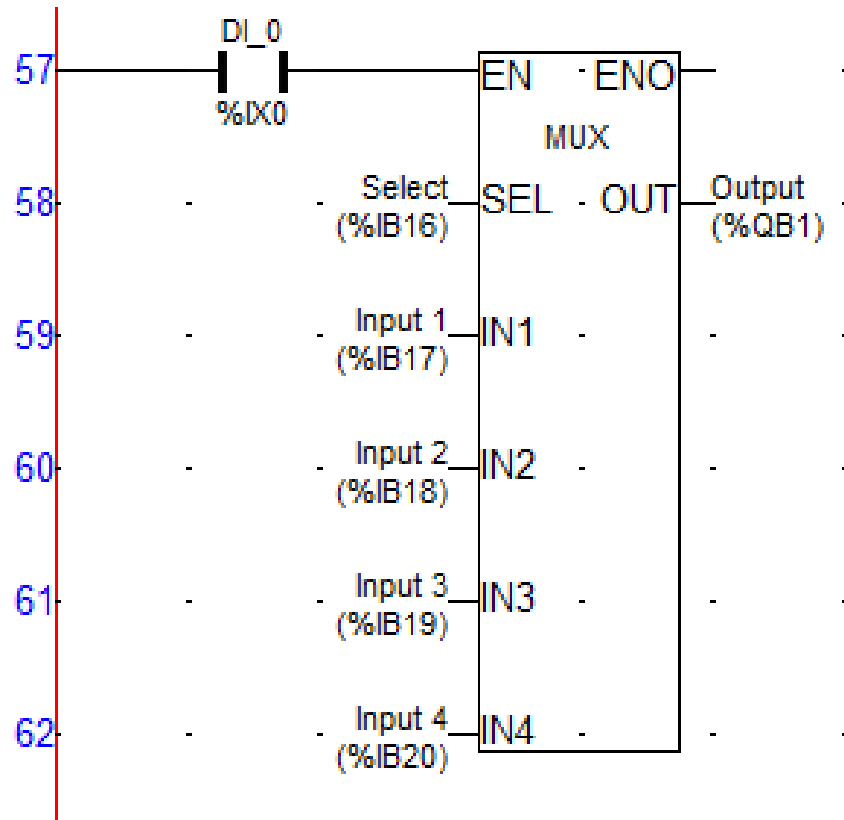 DI_0
57 EN ENO
%IX0
MUX
58 Select SEL OUT Output
(%IB16) (%QB1)
59 Input 1 IN1
(%IB17)
60 Input 2 IN2
(%IB18)
61 Input 3 IN3
(%IB19)
62 Input 4 IN4
(%IB20)